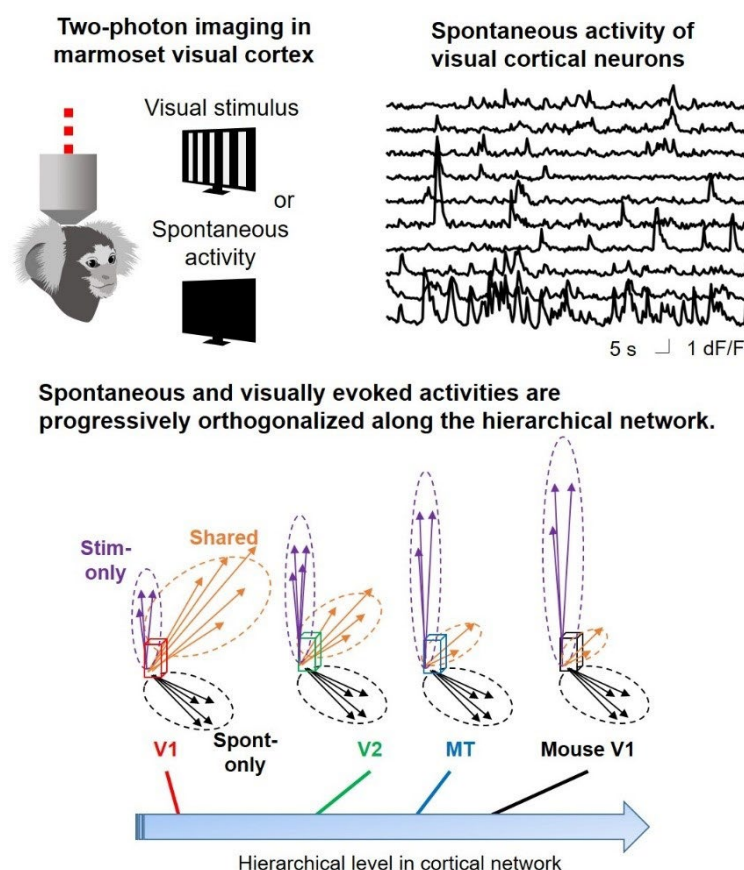 Two-photon imaging in
marmoset visual cortex
Visual stimulus
or
Spontaneous
activity
Spontaneous activity of
visual cortical neurons
5 s 1 dF/F
Spontaneous and visually evoked activities are
progressively orthogonalized along the hierarchical network.
Stim-
only
Shared
Spont-
only
V1
V2
MT
Mouse V1
Hierarchical level in cortical network